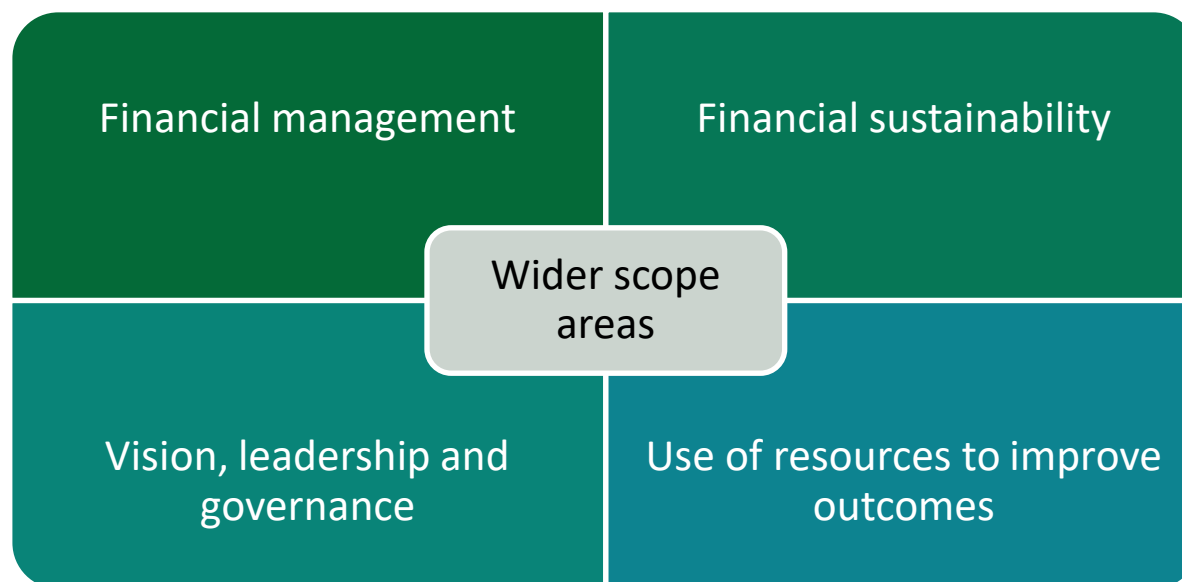 Financial management
Financial sustainability
Wider scope
areas
Vision, leadership and
governance
Use of resources to improve
outcomes